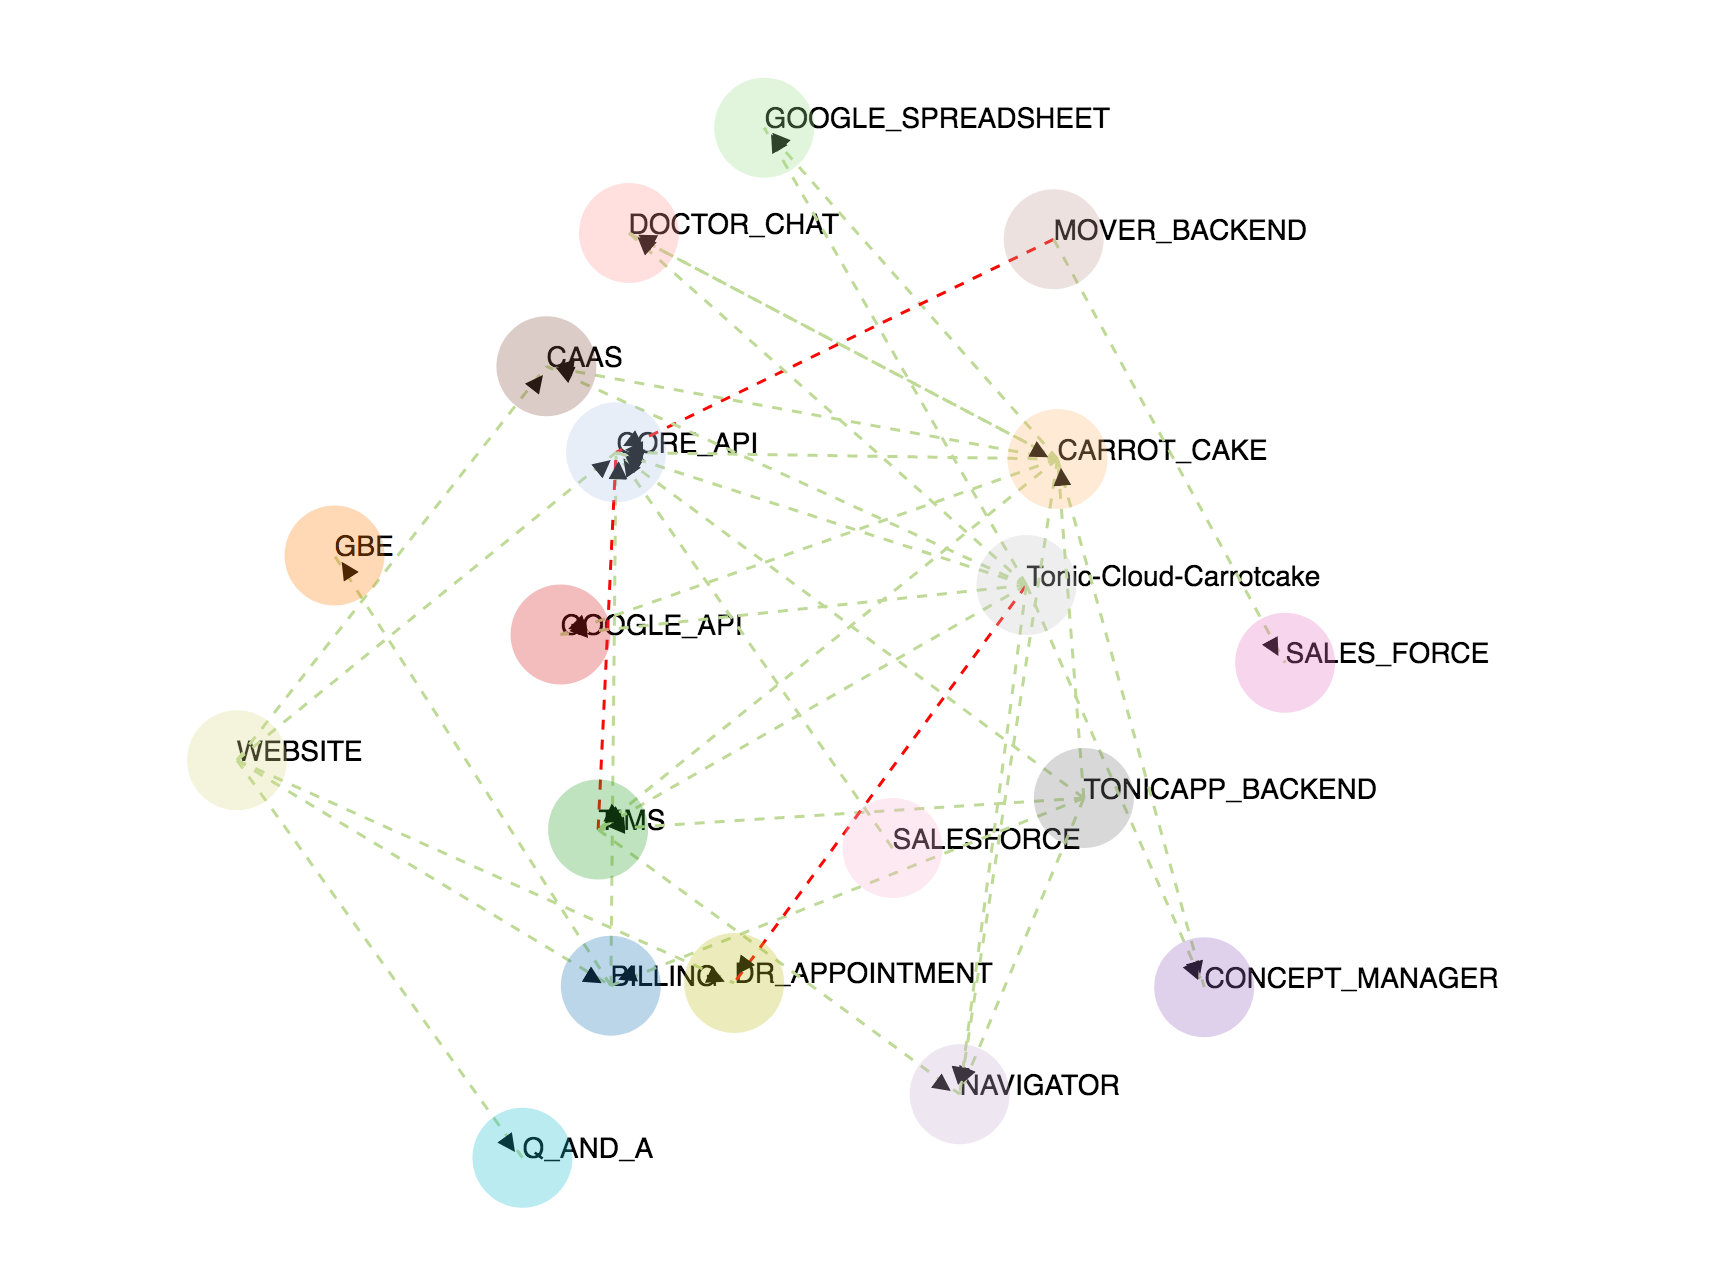 GOOGLE_SPREADSHEET
DOCTOR_CHAT
MOVER_BACKEND
CAAS
CORE_API
CARROT_CAKE
GBE
Tonic-Cloud-Carrotcake
GOOGLE_API
SALES_FORCE
WEBSITE
TONICAPP_BACKEND
SALESFORCE
BILLING
DR_APPOINTMENT
CONCEPT_MANAGER
NAVIGATOR
Q_AND_A